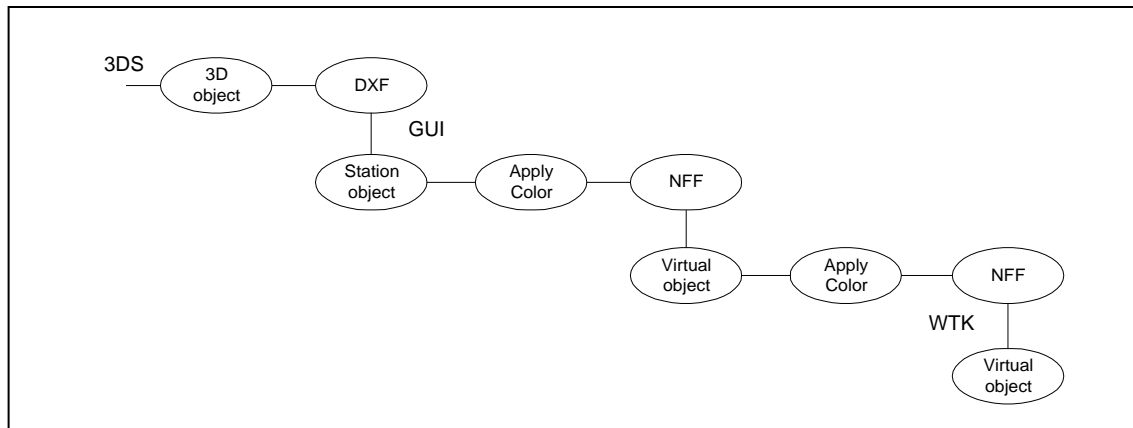 3DS
3D
object
DXF
GUI
Station
object
Apply
Color
NFF
Virtual
object
Apply
Color
NFF
WTK
Virtual
object